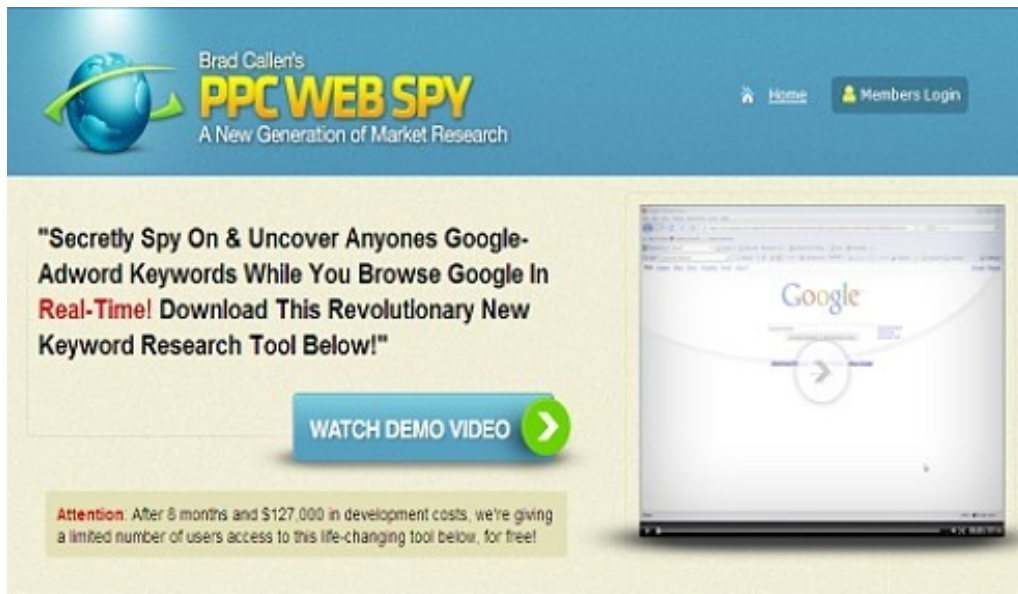 Brad Callen's
PPC WEB SPY
A New Generation of Market Research
Home
Members Login
"Secretly Spy On & Uncover Anyones Google-
Adword Keywords While You Browse Google In
Real-Time! Download This Revolutionary New
Keyword Research Tool Below!"
WATCH DEMO VIDEO
Attention: After 8 months and $127,000 in development costs, we're giving
a limited number of users access to this life-changing tool below, for free!
Google